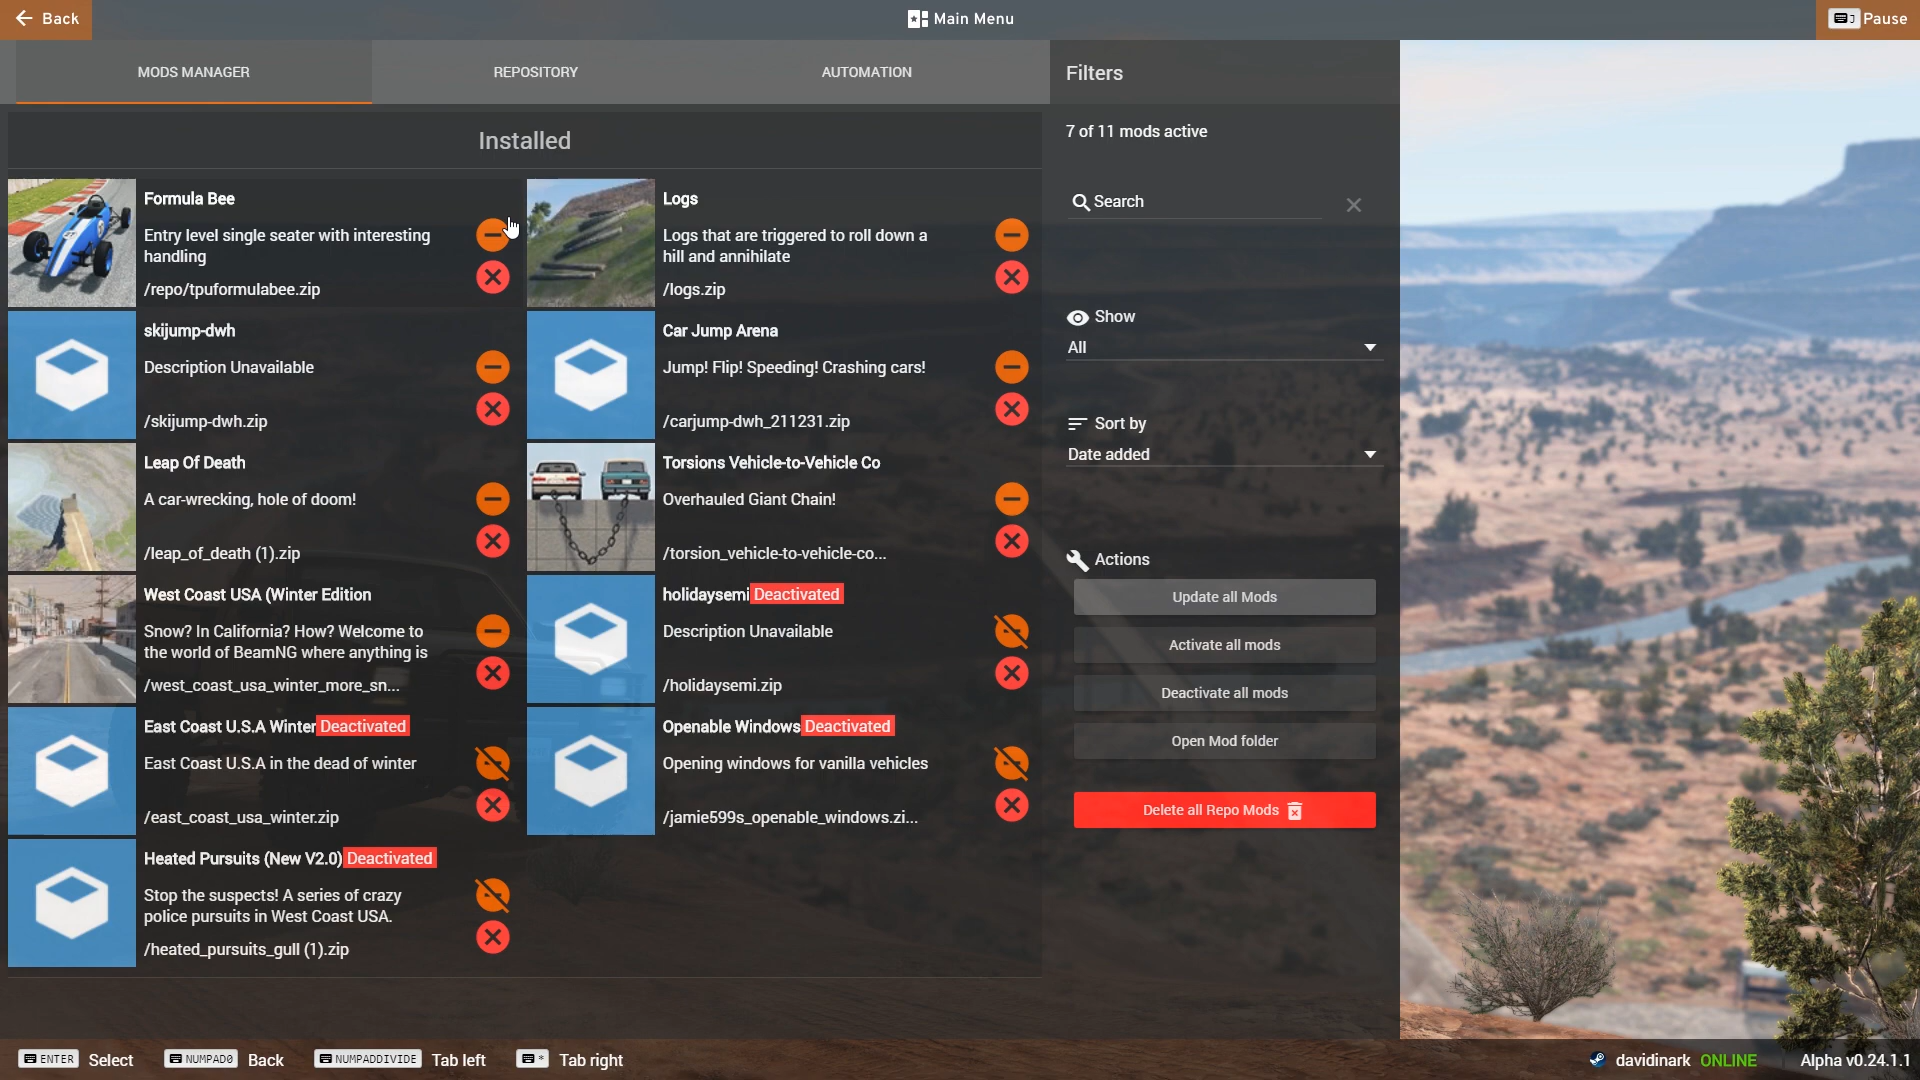 Back
Main Menu
J Pause
MODS MANAGER
REPOSITORY
AUTOMATION
Filters
Installed
7 of 11 mods active
Formula Bee
Entry level single seater with interesting
handling
/repo/tpuformulabee.zip
Logs
Logs that are triggered to roll down a
hill and annihilate
/logs.zip
skijump-dwh
Description Unavailable
/skijump-dwh.zip
Car Jump Arena
Jump! Flip! Speeding! Crashing cars!
/carjump-dwh_211231.zip
Leap Of Death
A car-wrecking, hole of doom!
/leap_of_death (1).zip
Torsions Vehicle-to-Vehicle Co
Overhauled Giant Chain!
/torsion_vehicle-to-vehicle-co...
West Coast USA (Winter Edition
Snow? In California? How? Welcome to
the world of BeamNG where anything is
/west_coast_usa_winter_more_sn...
holidaysemi Deactivated
Description Unavailable
/holidaysemi.zip
East Coast U.S.A Winter Deactivated
East Coast U.S.A in the dead of winter
/east_coast_usa_winter.zip
Openable Windows Deactivated
Opening windows for vanilla vehicles
/jamie599s_openable_windows.zi...
Heated Pursuits (New V2.0) Deactivated
Stop the suspects! A series of crazy
police pursuits in West Coast USA.
/heated_pursuits_gull (1).zip
Search
Show
All
Sort by
Date added
Actions
Update all Mods
Activate all mods
Deactivate all mods
Open Mod folder
Delete all Repo Mods
ENTER Select
NUMPAD0 Back
NUMPADDIVIDE Tab left
* Tab right
davidinark ONLINE
Alpha v0.24.1.1